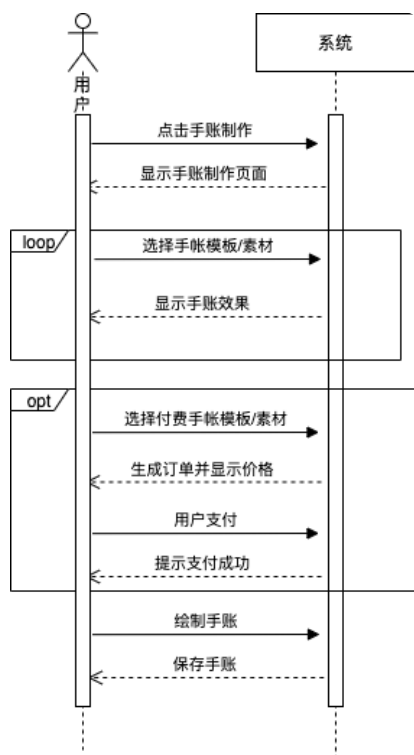 用
户
系统
点击手账制作
显示手账制作页面
loop
选择手帐模板/素材
显示手账效果
opt
选择付费手帐模板/素材
生成订单并显示价格
用户支付
提示支付成功
绘制手账
保存手账